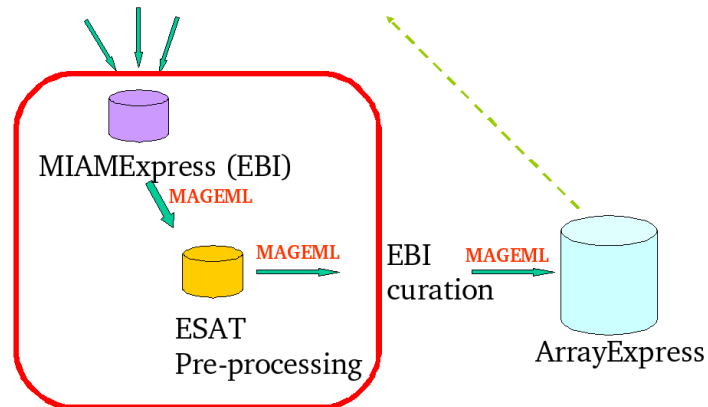 MIAMExpress (EBI)
MAGEML
MAGEML
EBI
curation
MAGEML
ESAT
Pre-processing
ArrayExpress